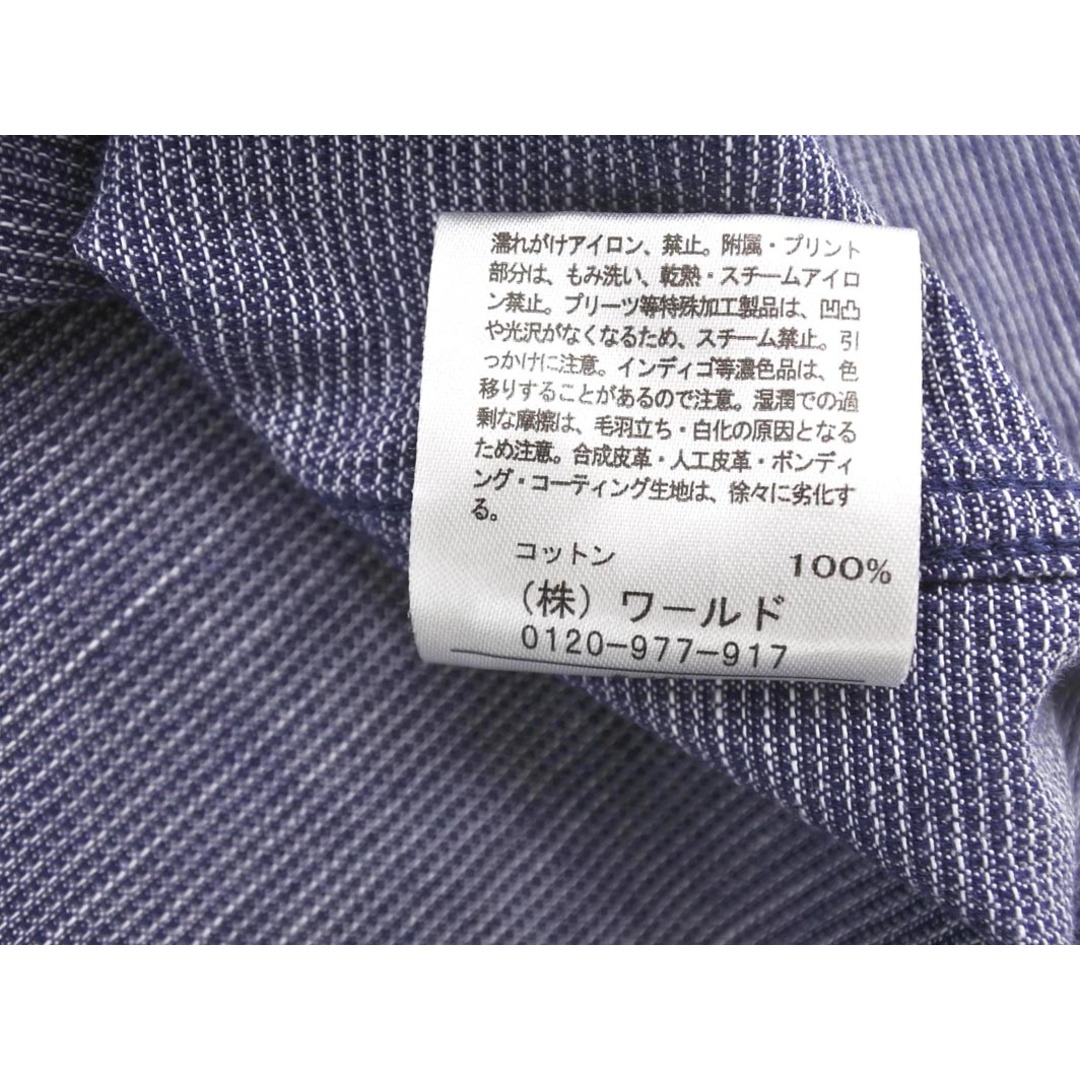 濡れがけアイロン、禁止。附属・プリント
部分は、もみ洗い、乾熱・スチームアイロ
ン禁止。プリーツ等特殊加工製品は、凹凸
や光沢がなくなるため、スチーム禁止。引
っかけに注意。インディゴ等濃色品は、色
移りすることがあるので注意。湿潤での過
剰な摩擦は、毛羽立ち・白化の原因となる
ため注意。合成皮革・人工皮革・ボンディ
ング・コーティング生地は、徐々に劣化す
る。
コットン 100%
(株) ワールド
0120-977-917